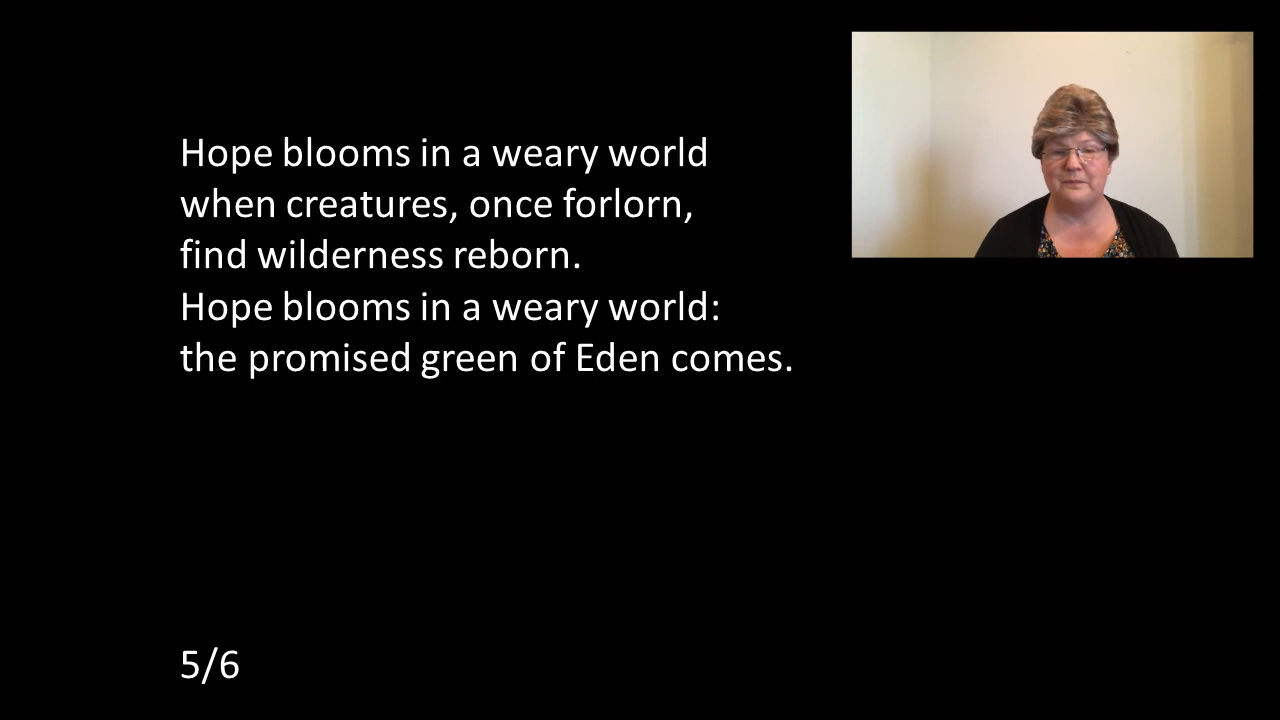 Hope blooms in a weary world
when creatures, once forlorn,
find wilderness reborn.
Hope blooms in a weary world:
the promised green of Eden comes.
5/6